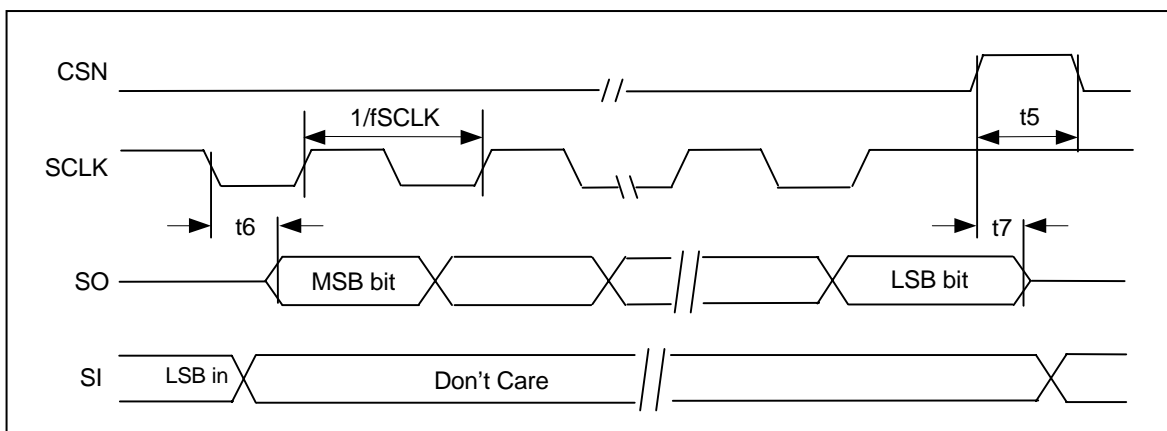 CSN
1/fSCLK
t5
SCLK
t6
t7
SO
MSB bit
LSB bit
SI
LSB in
Don't Care